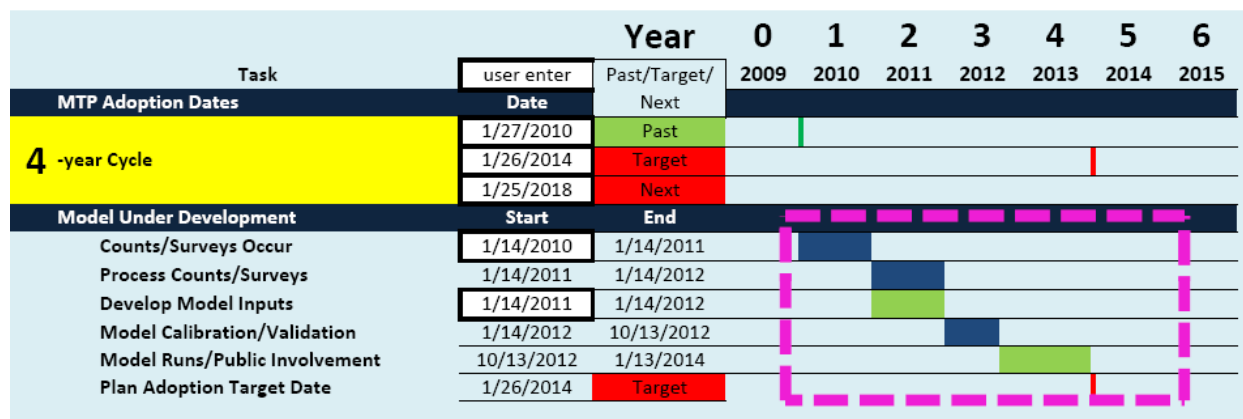 Year 0 1 2 3 4 5 6
Task user enter Past/Target/ 2009 2010 2011 2012 2013 2014 2015
MTP Adoption Dates Date Next
1/27/2010 Past
4 -year Cycle 1/26/2014 Target
1/25/2018 Next
Model Under Development Start End
Counts/Surveys Occur 1/14/2010 1/14/2011
Process Counts/Surveys 1/14/2011 1/14/2012
Develop Model Inputs 1/14/2011 1/14/2012
Model Calibration/Validation 1/14/2012 10/13/2012
Model Runs/Public Involvement 10/13/2012 1/13/2014
Plan Adoption Target Date 1/26/2014 Target